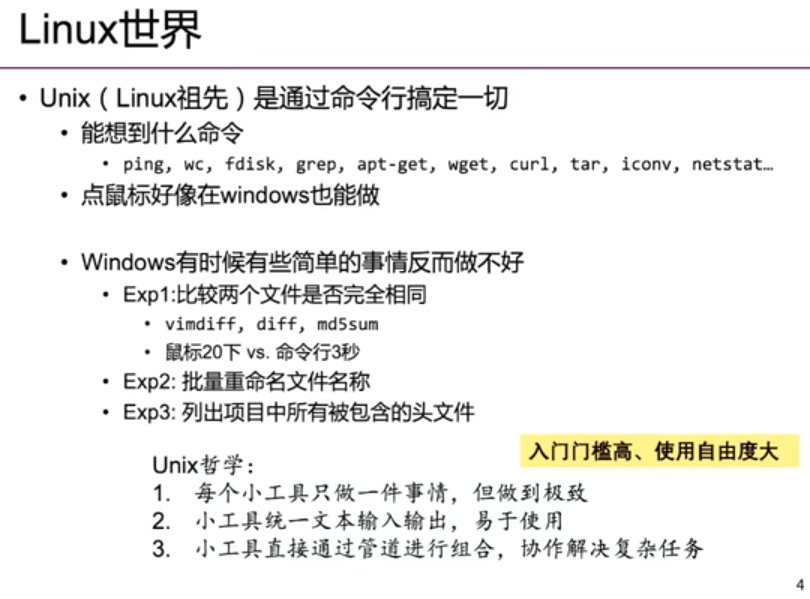 Linux世界
• Unix（Linux祖先）是通过命令行搞定一切
• 能想到什么命令
• ping, wc, fdisk, grep, apt-get, wget, curl, tar, iconv, netstat…
• 点鼠标好像在windows也能做
• Windows有时候有些简单的事情反而做不好
• Exp1:比较两个文件是否完全相同
• vimdiff, diff, md5sum
• 鼠标20下 vs. 命令行3秒
• Exp2: 批量重命名文件名称
• Exp3: 列出项目中所有被包含的头文件
入门门槛高、使用自由度大
Unix哲学：
1. 每个小工具只做一件事情，但做到极致
2. 小工具统一文本输入输出，易于使用
3. 小工具直接通过管道进行组合，协作解决复杂任务
4